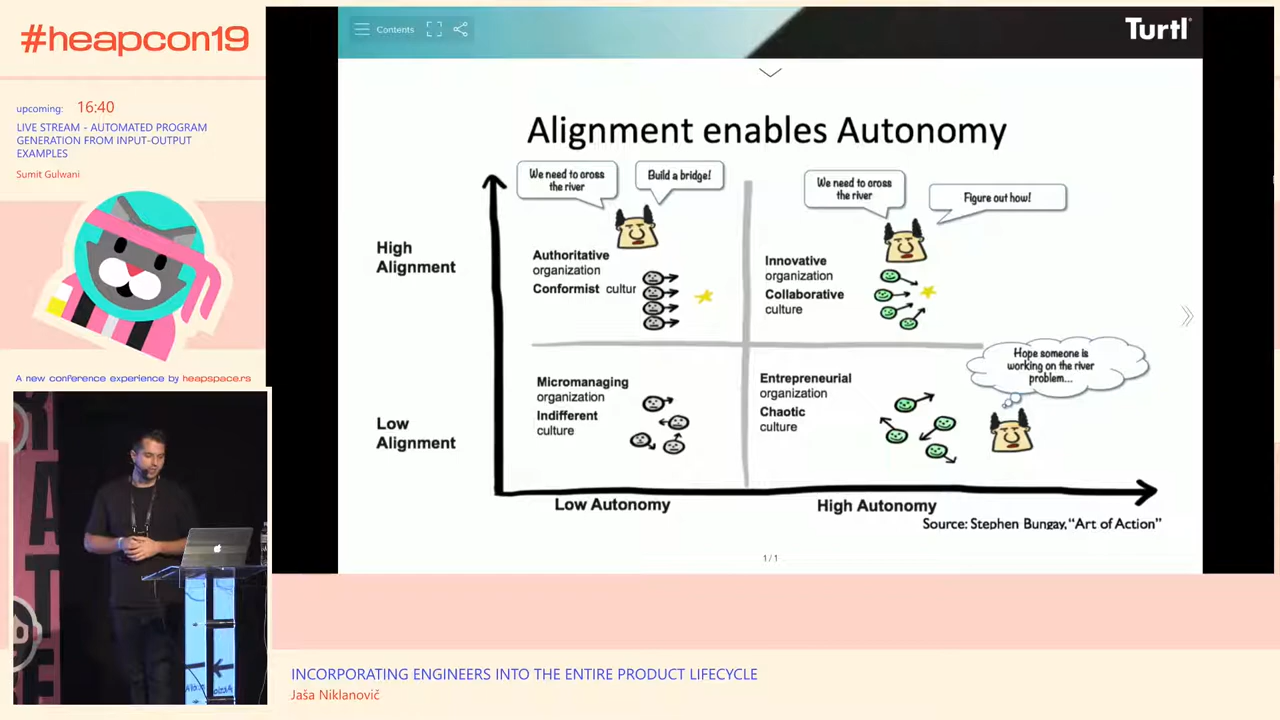 #heapcon19
upcoming: 16:40
LIVE STREAM - AUTOMATED PROGRAM
GENERATION FROM INPUT-OUTPUT
EXAMPLES
Sumit Gulwani
A new conference experience by heapspace.rs
Contents
Turtl
Alignment enables Autonomy
We need to cross
the river
Build a bridge!
We need to cross
the river
Figure out how!
High
Alignment
Authoritative
organization
Conformist cultur
Innovative
organization
Collaborative
culture
Hope someone is
working on the river
problem...
Low
Alignment
Micromanaging
organization
Indifferent
culture
Entrepreneurial
organization
Chaotic
culture
Low Autonomy
High Autonomy
Source: Stephen Bungay, “Art of Action”
1 / 1
INCORPORATING ENGINEERS INTO THE ENTIRE PRODUCT LIFECYCLE
Jaša Niklanovič